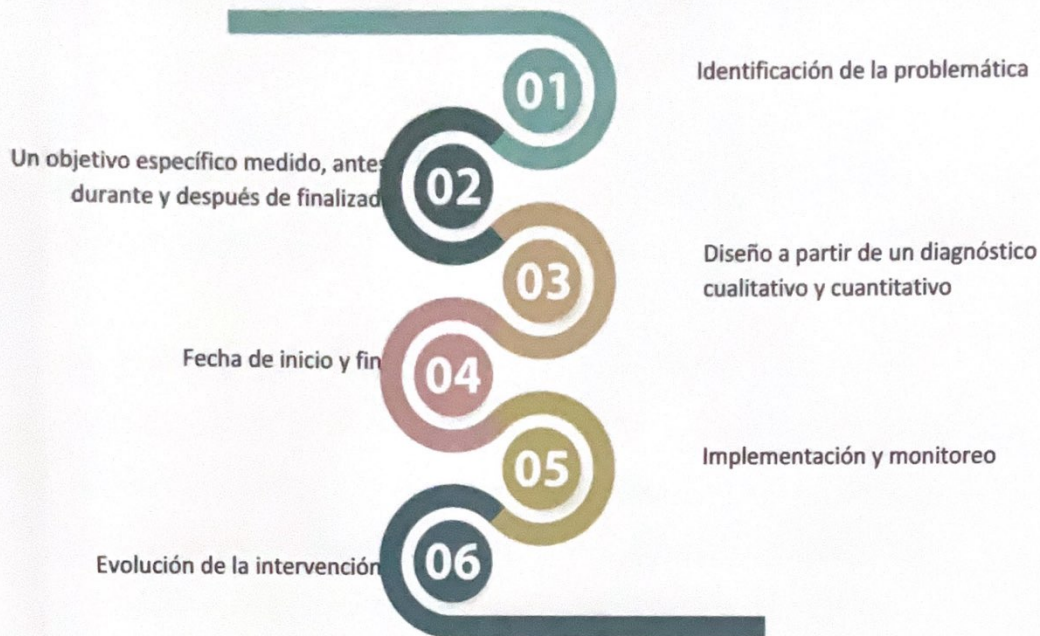 01
Identificación de la problemática
Un objetivo específico medido, antes
durante y después de finalizad
02
03
Diseño a partir de un diagnóstico
cualitativo y cuantitativo
Fecha de inicio y fin
04
05
Implementación y monitoreo
Evolución de la intervención
06